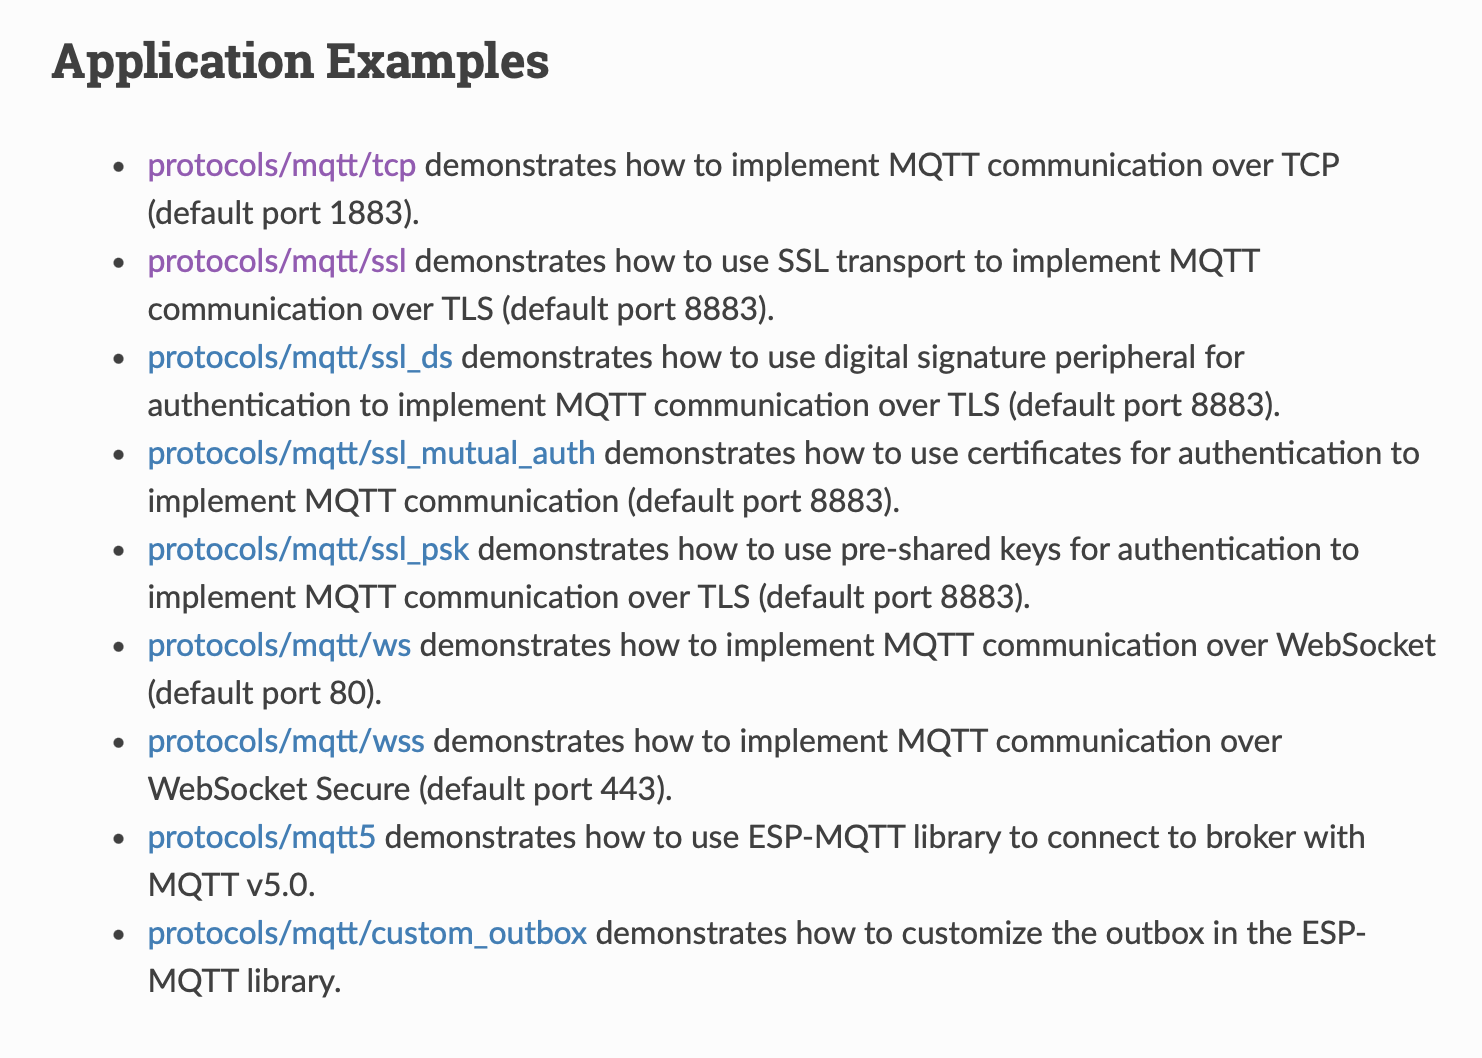 Application Examples
• protocols/mqtt/tcp demonstrates how to implement MQTT communication over TCP
(default port 1883).
• protocols/mqtt/ssl demonstrates how to use SSL transport to implement MQTT
communication over TLS (default port 8883).
• protocols/mqtt/ssl_ds demonstrates how to use digital signature peripheral for
authentication to implement MQTT communication over TLS (default port 8883).
• protocols/mqtt/ssl_mutual_auth demonstrates how to use certificates for authentication to
implement MQTT communication (default port 8883).
• protocols/mqtt/ssl_psk demonstrates how to use pre-shared keys for authentication to
implement MQTT communication over TLS (default port 8883).
• protocols/mqtt/ws demonstrates how to implement MQTT communication over WebSocket
(default port 80).
• protocols/mqtt/wss demonstrates how to implement MQTT communication over
WebSocket Secure (default port 443).
• protocols/mqtt5 demonstrates how to use ESP-MQTT library to connect to broker with
MQTT v5.0.
• protocols/mqtt/custom_outbox demonstrates how to customize the outbox in the ESP-
MQTT library.